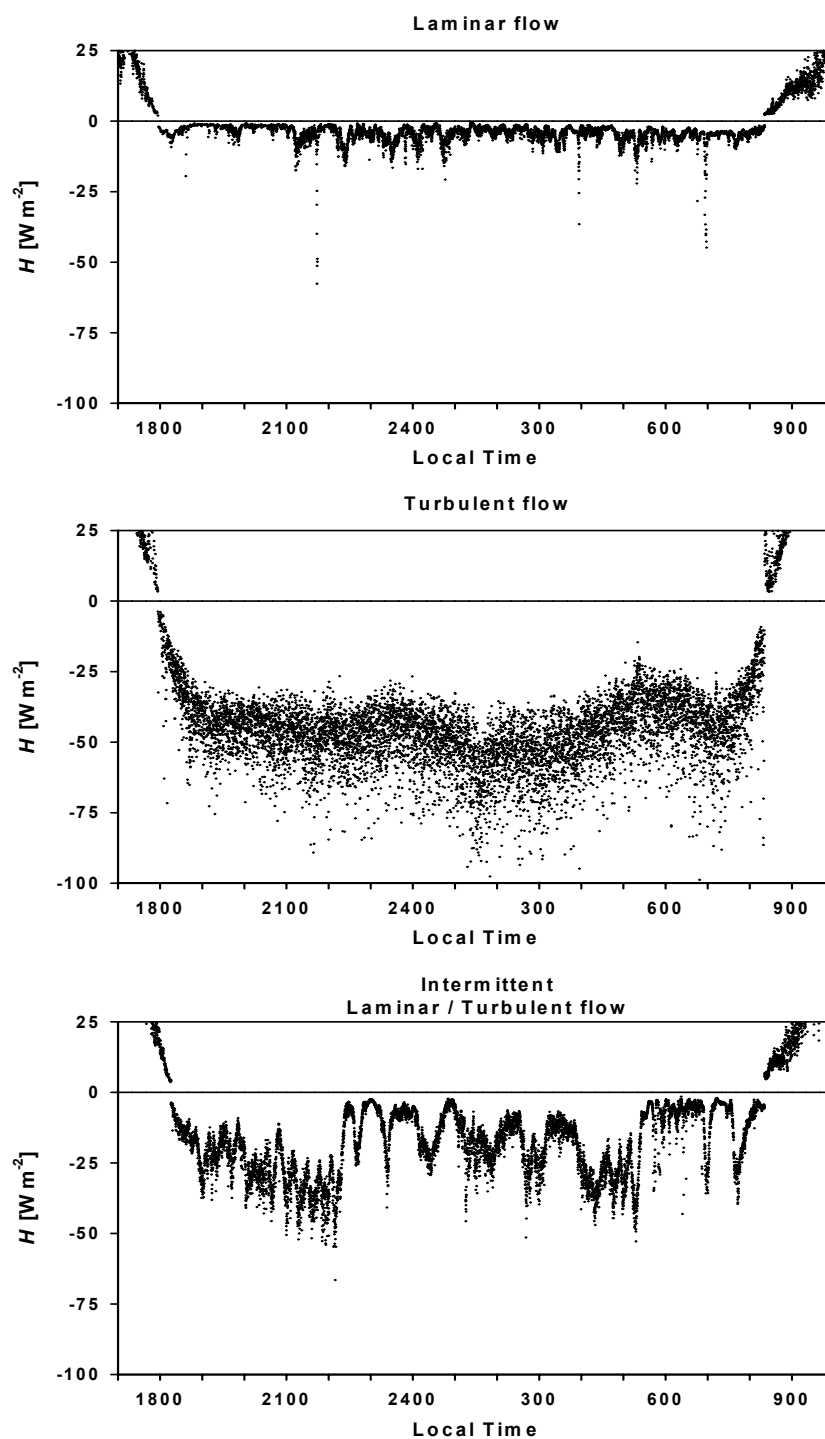 Laminar flow
25
0
-25
-50
-75
-100
H [W m-2]
1800 2100 2400 300 600 900
Local Time
Turbulent flow
25
0
-25
-50
-75
-100
H [W m-2]
1800 2100 2400 300 600 900
Local Time
Intermittent
Laminar / Turbulent flow
25
0
-25
-50
-75
-100
H [W m-2]
1800 2100 2400 300 600 900
Local Time